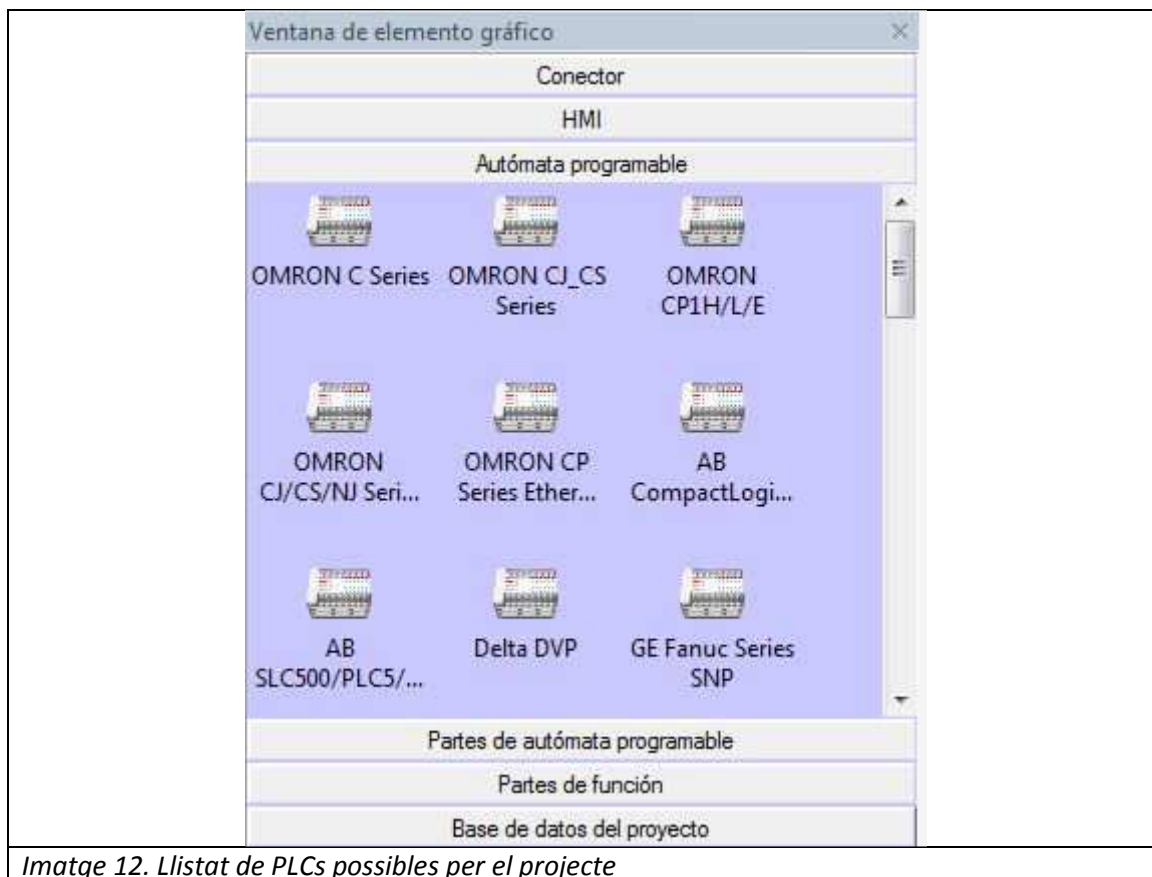 Ventana de elemento gráfico
Conector
HMI
Autómata programable
OMRON C Series
OMRON CJ_CS
Series
OMRON
CP1H/L/E
OMRON
CJ/CS/NJ Seri...
OMRON CP
Series Ether...
AB
CompactLogi...
AB
SLC500/PLC5/...
Delta DVP
GE Fanuc Series
SNP
Partes de autómata programable
Partes de función
Base de datos del proyecto
Imatge 12. Llistat de PLCs possibles per el projecte